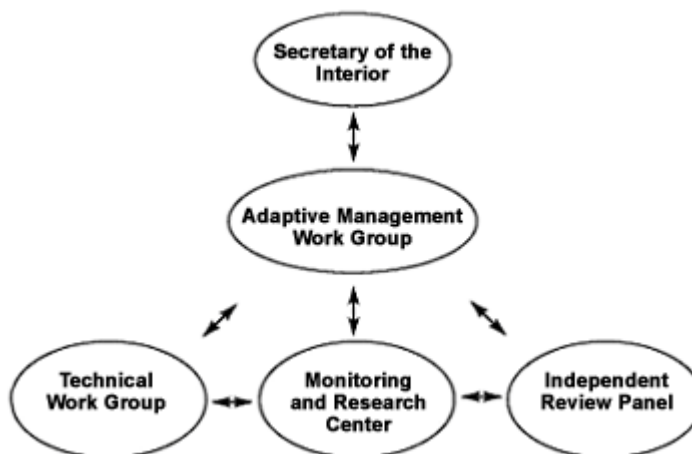 Secretary of the
Interior
Adaptive Management
Work Group
Technical
Work Group
Monitoring
and Research
Center
Independent
Review Panel